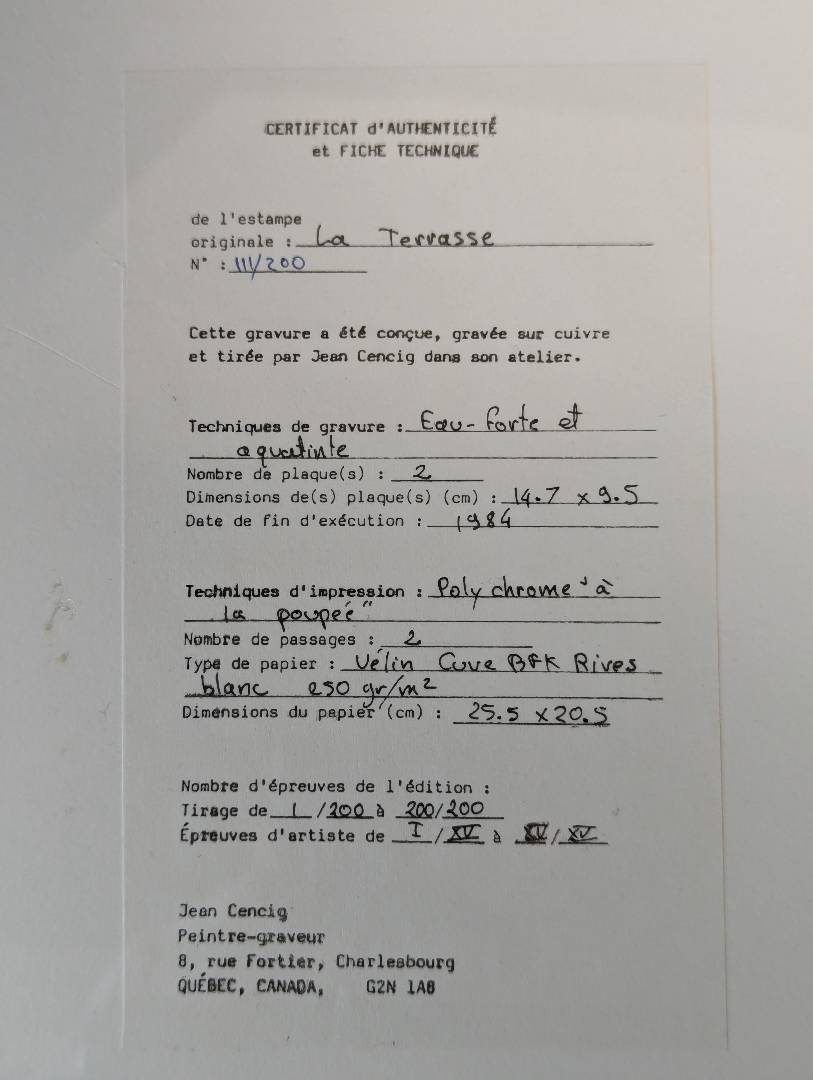 CERTIFICAT d'AUTHENTICITÉ
et FICHE TECHNIQUE
de l'estampe
originale : La Terrasse
N° : 111/200
Cette gravure a été conçue, gravée sur cuivre
et tirée par Jean Cencig dans son atelier.
Techniques de gravure : Eau-forte et
aquatinte
Nombre de plaque(s) : 2
Dimensions de(s) plaque(s) (cm) : 14.7 x 9.5
Date de fin d'exécution : 1984
Techniques d'impression : Polychrome "à
la poupée"
Nombre de passages : 2
Type de papier : Vélin Cuve BFK Rives
blanc 250 gr/m²
Dimensions du papier (cm) : 25.5 x 20.5
Nombre d'épreuves de l'édition :
Tirage de 1/200 à 200/200
Épreuves d'artiste de I/XV à XV/XV
Jean Cencig
Peintre-graveur
8, rue Fortier, Charlesbourg
QUÉBEC, CANADA, G2N 1A8